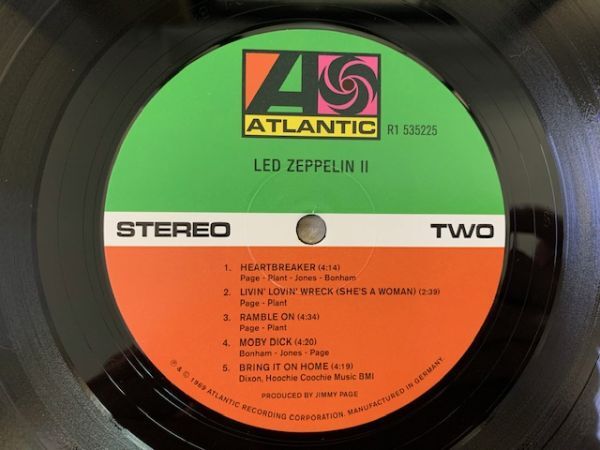 ATLANTIC
R1 535225
LED ZEPPELIN II
STEREO TWO
1. HEARTBREAKER (4:14)
Page - Plant - Jones - Bonham
2. LIVIN' LOVIN' WRECK (SHE'S A WOMAN) (2:39)
Page - Plant
3. RAMBLE ON (4:34)
Page - Plant
4. MOBY DICK (4:20)
Bonham - Jones - Page
5. BRING IT ON HOME (4:19)
Dixon, Hoochie Coochie Music BMI
PRODUCED BY JIMMY PAGE
℗ & © 1969 ATLANTIC RECORDING CORPORATION. MANUFACTURED IN GERMANY.